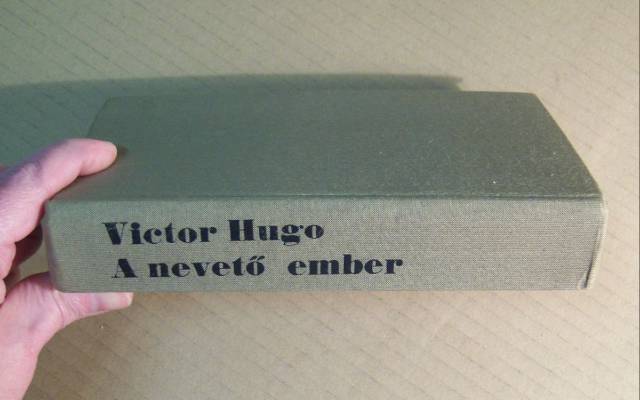 Victor Hugo
A nevető ember